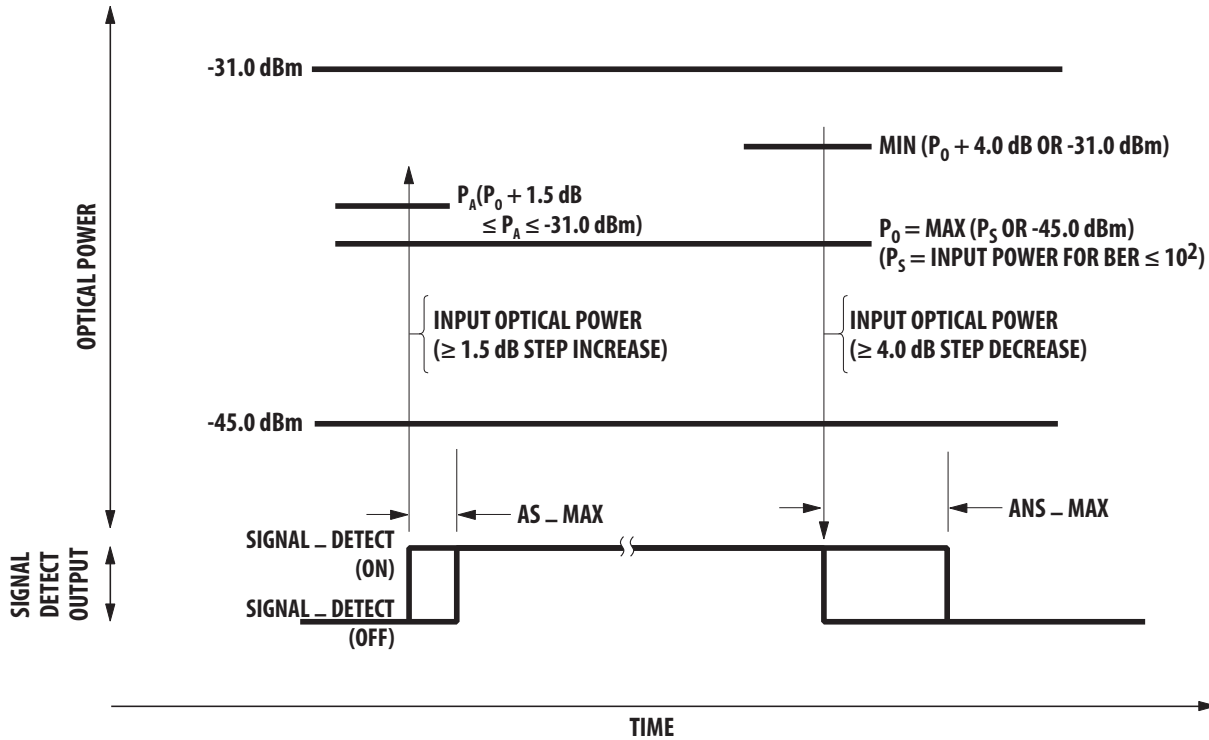 -31.0 dBm
MIN (P₀ + 4.0 dB OR -31.0 dBm)
Pₐ(P₀ + 1.5 dB
≤ Pₐ ≤ -31.0 dBm)
P₀ = MAX (Pₛ OR -45.0 dBm)
(Pₛ = INPUT POWER FOR BER ≤ 10²)
OPTICAL POWER
INPUT OPTICAL POWER
(≥ 1.5 dB STEP INCREASE)
INPUT OPTICAL POWER
(≥ 4.0 dB STEP DECREASE)
-45.0 dBm
AS _ MAX
ANS _ MAX
SIGNAL _ DETECT
(ON)
SIGNAL
DETECT
OUTPUT
SIGNAL _ DETECT
(OFF)
TIME